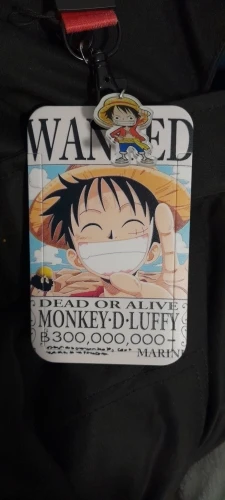 WANTED
DEAD OR ALIVE
MONKEY·D·LUFFY
฿300,000,000-
MARINE